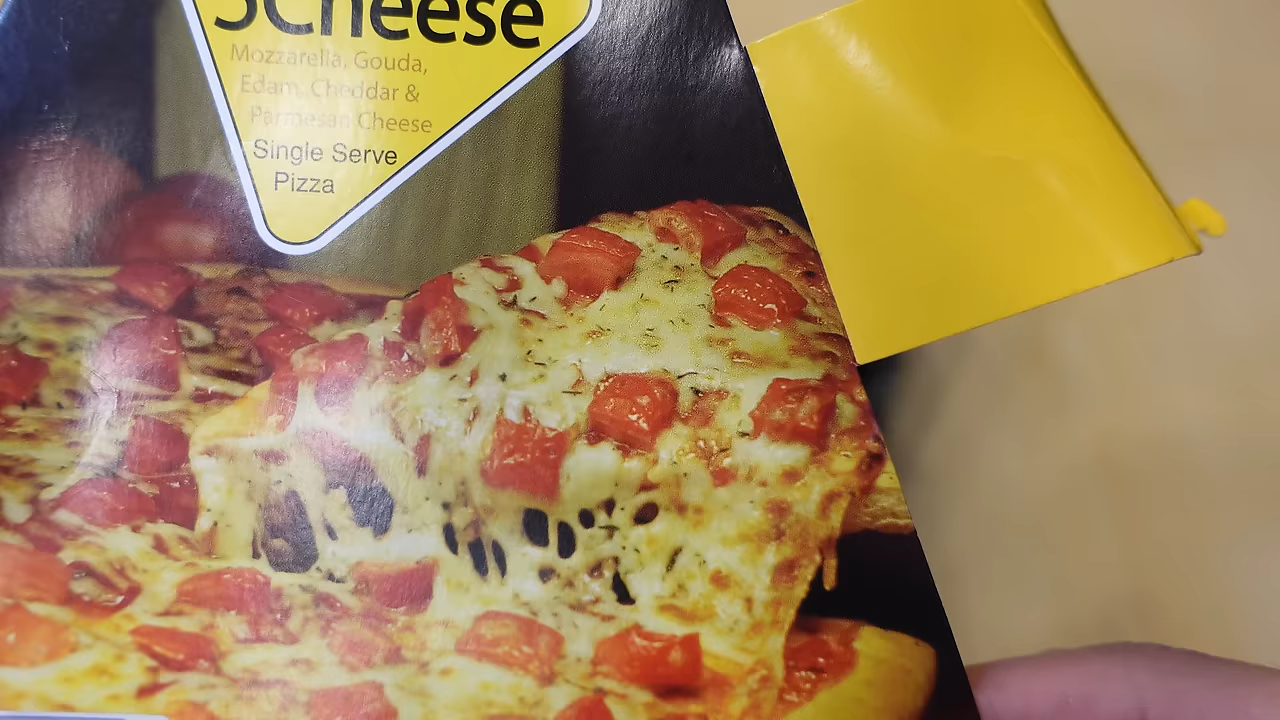 5Cheese
Mozzarella, Gouda,
Edam, Cheddar &
Parmesan Cheese
Single Serve
Pizza